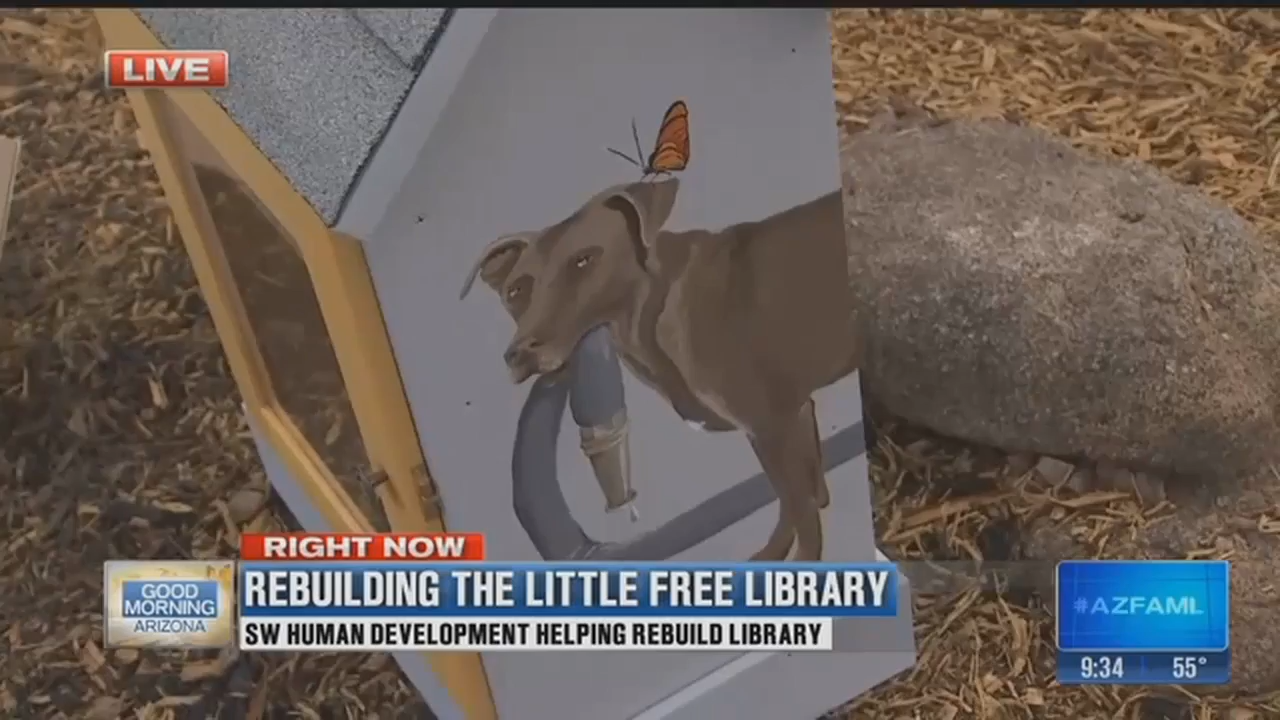 LIVE
RIGHT NOW
GOOD
MORNING
ARIZONA
REBUILDING THE LITTLE FREE LIBRARY
SW HUMAN DEVELOPMENT HELPING REBUILD LIBRARY
#AZFAML
9:34 55°